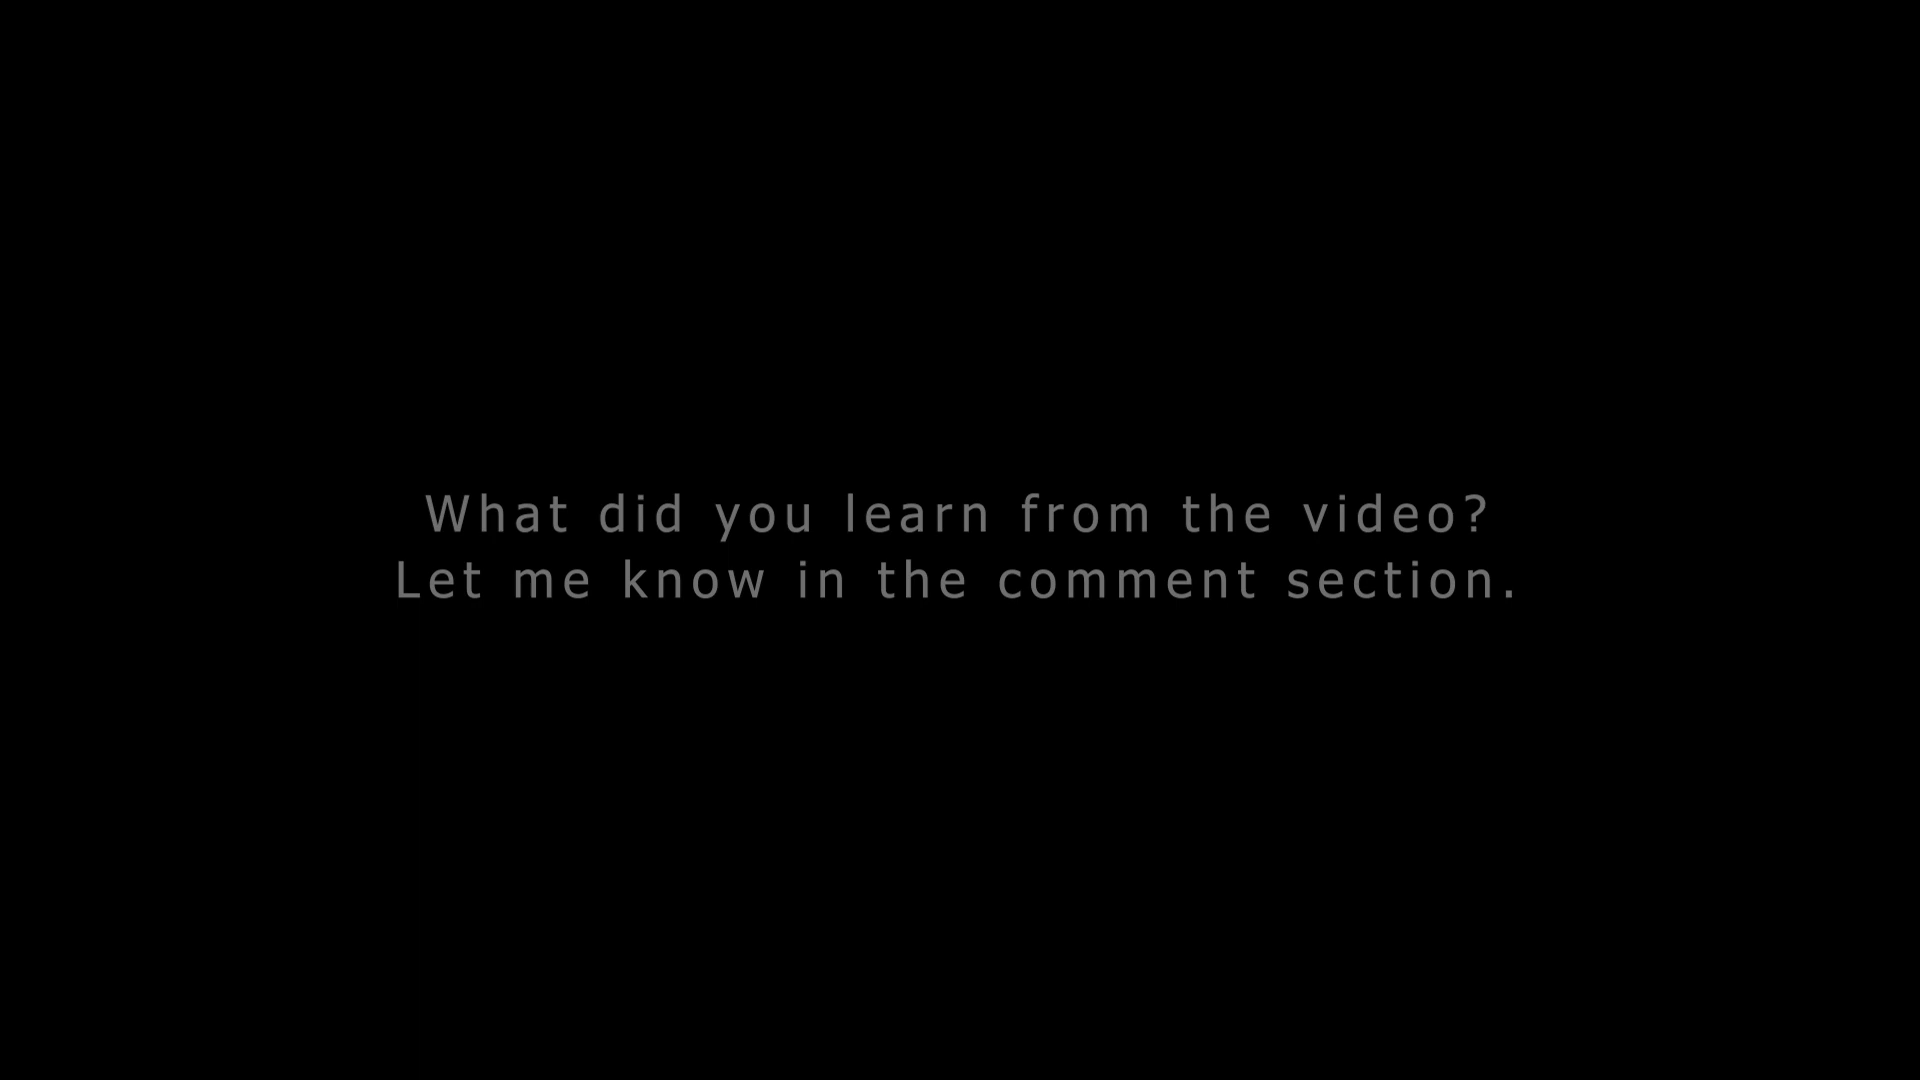 What did you learn from the video?
Let me know in the comment section.